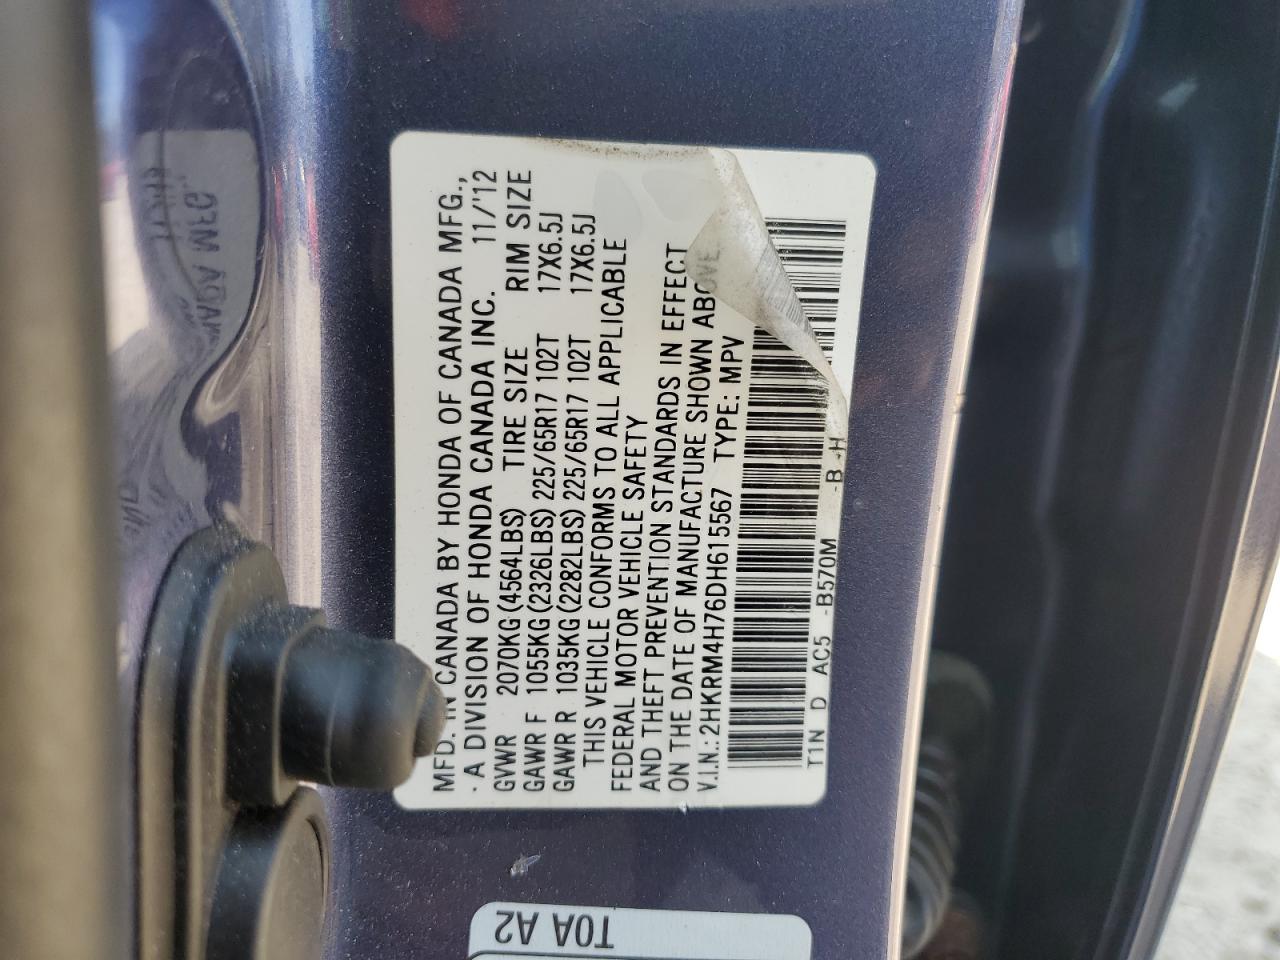 MFD. IN CANADA BY HONDA OF CANADA MFG.,
A DIVISION OF HONDA CANADA INC. 11/'12
GVWR 2070KG(4564LBS) TIRE SIZE RIM SIZE
GAWR F 1055KG(2326LBS) 225/65R17 102T 17X6.5J
GAWR R 1035KG(2282LBS) 225/65R17 102T 17X6.5J
THIS VEHICLE CONFORMS TO ALL APPLICABLE
FEDERAL MOTOR VEHICLE SAFETY
AND THEFT PREVENTION STANDARDS IN EFFECT
ON THE DATE OF MANUFACTURE SHOWN ABOVE.
V.I.N.: 2HKRM4H76DH615567 TYPE: MPV
T1N D AC5 -B570M -B -H
T0A A2